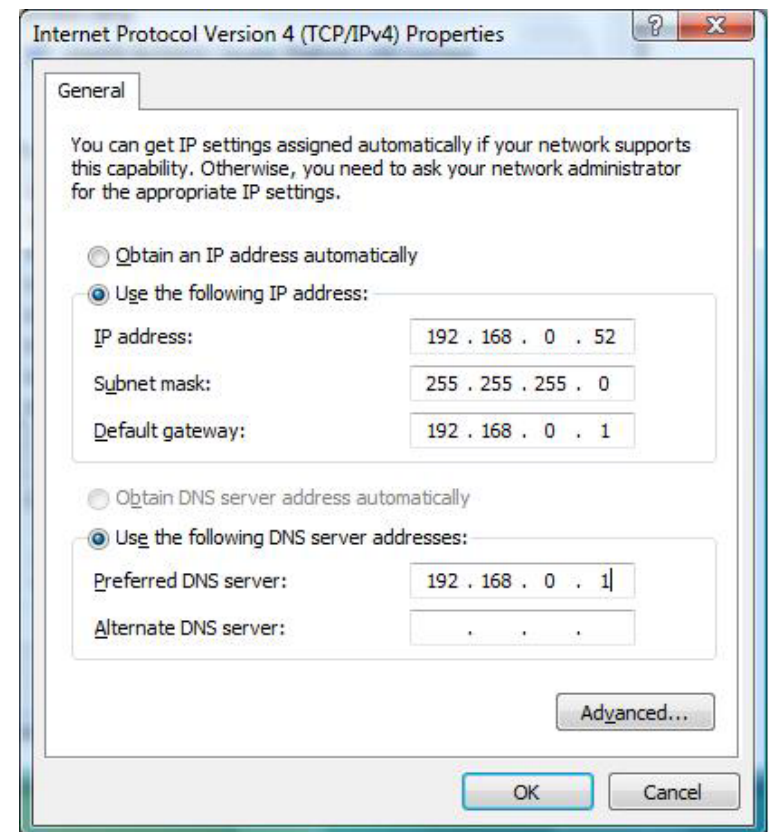 Internet Protocol Version 4 (TCP/IPv4) Properties
General
You can get IP settings assigned automatically if your network supports
this capability. Otherwise, you need to ask your network administrator
for the appropriate IP settings.
Obtain an IP address automatically
Use the following IP address:
IP address: 192 . 168 . 0 . 52
Subnet mask: 255 . 255 . 255 . 0
Default gateway: 192 . 168 . 0 . 1
Obtain DNS server address automatically
Use the following DNS server addresses:
Preferred DNS server: 192 . 168 . 0 . 1
Alternate DNS server: . . .
Advanced...
OK Cancel